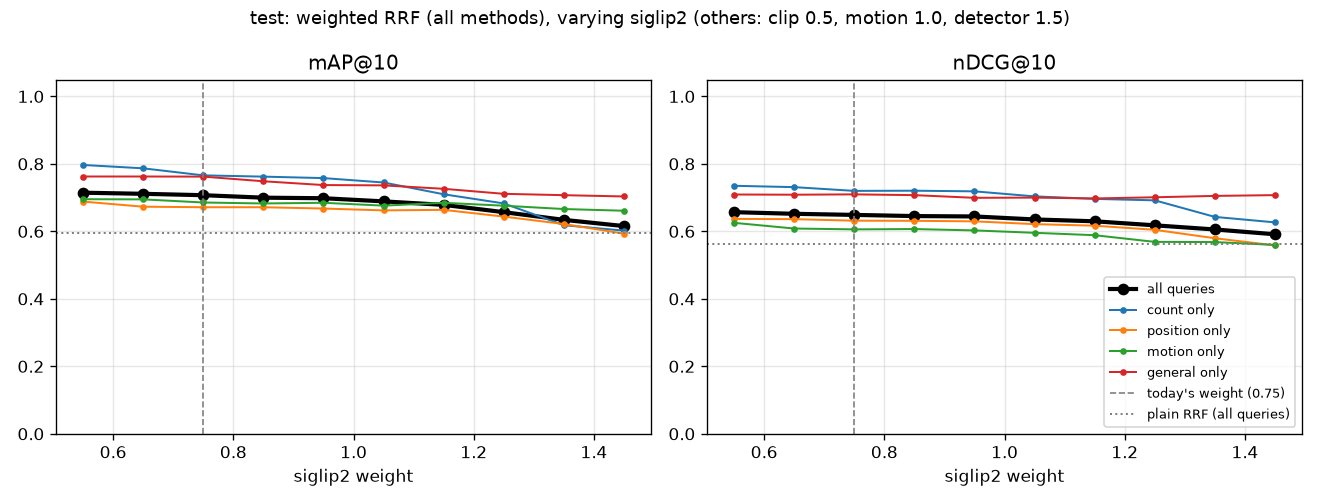 test: weighted RRF (all methods), varying siglip2 (others: clip 0.5, motion 1.0, detector 1.5)
mAP@10
1.0
0.8
0.6
0.4
0.2
0.0
0.6 0.8 1.0 1.2 1.4
siglip2 weight
nDCG@10
1.0
0.8
0.6
0.4
0.2
0.0
0.6 0.8 1.0 1.2 1.4
siglip2 weight
all queries
count only
position only
motion only
general only
today's weight (0.75)
plain RRF (all queries)